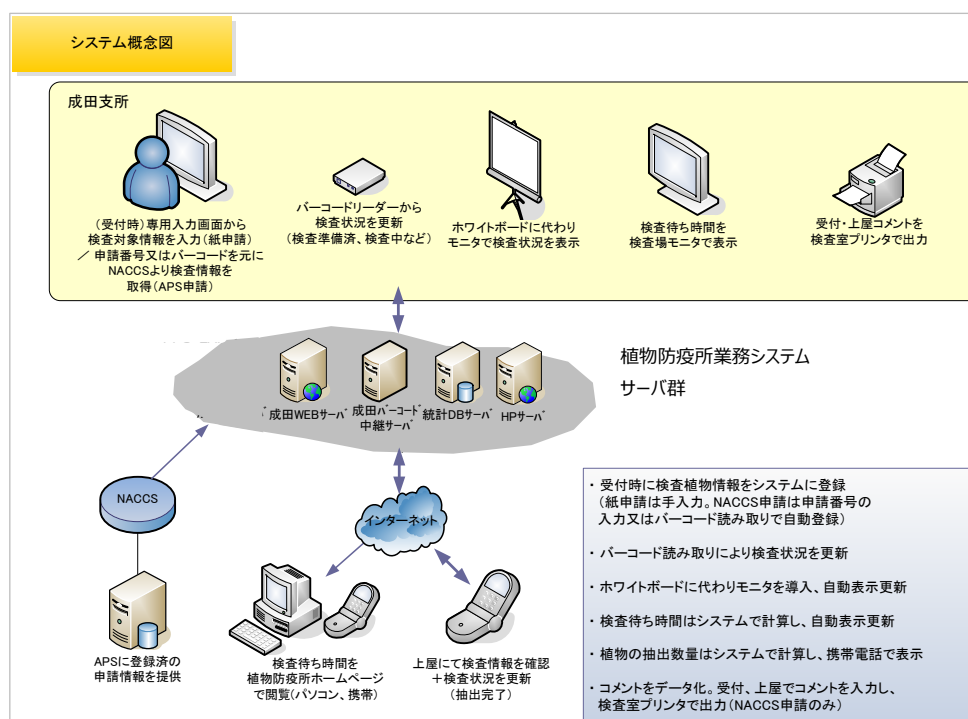 システム概念図
成田支所
(受付時)専用入力画面から
検査対象情報を入力(紙申請)
／ 申請番号又はバーコードを元に
NACCSより検査情報を
取得(APS申請)
バーコードリーダーから
検査状況を更新
(検査準備済、検査中など)
ホワイトボードに代わり
モニタで検査状況を表示
検査待ち時間を
検査場モニタで表示
受付・上屋コメントを
検査室プリンタで出力
植物防疫所業務システム
サーバ群
成田WEBサーバ
成田バーコード
中継サーバ
統計DBサーバ
HPサーバ
NACCS
インターネット
APSに登録済の
申請情報を提供
検査待ち時間を
植物防疫所ホームページ
で閲覧(パソコン、携帯)
上屋にて検査情報を確認
＋検査状況を更新
(抽出完了)
・ 受付時に検査植物情報をシステムに登録
(紙申請は手入力。NACCS申請は申請番号の
入力又はバーコード読み取りで自動登録)
・ バーコード読み取りにより検査状況を更新
・ ホワイトボードに代わりモニタを導入、自動表示更新
・ 検査待ち時間はシステムで計算し、自動表示更新
・ 植物の抽出数量はシステムで計算し、携帯電話で表示
・ コメントをデータ化。受付、上屋でコメントを入力し、
検査室プリンタで出力(NACCS申請のみ)